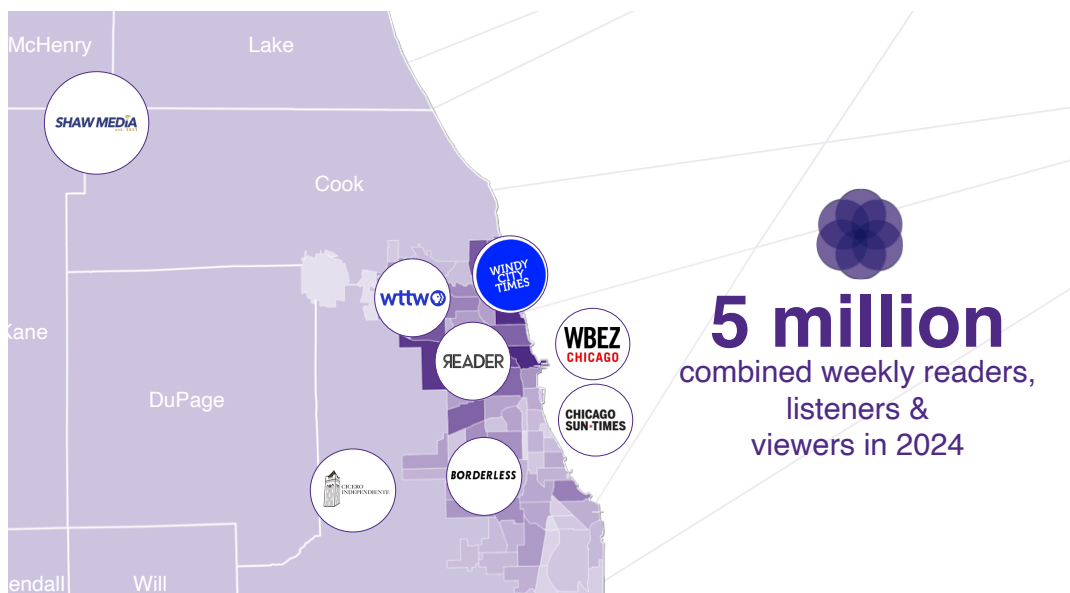 McHenry
Lake
SHAW MEDIA
est. 1851
Cook
WINDY
CITY
TIMES
wttw
Kane
WBEZ
CHICAGO
READER
5 million
combined weekly readers,
listeners &
viewers in 2024
DuPage
CHICAGO
SUN-TIMES
BORDERLESS
CICERO
INDEPENDIENTE
endall
Will